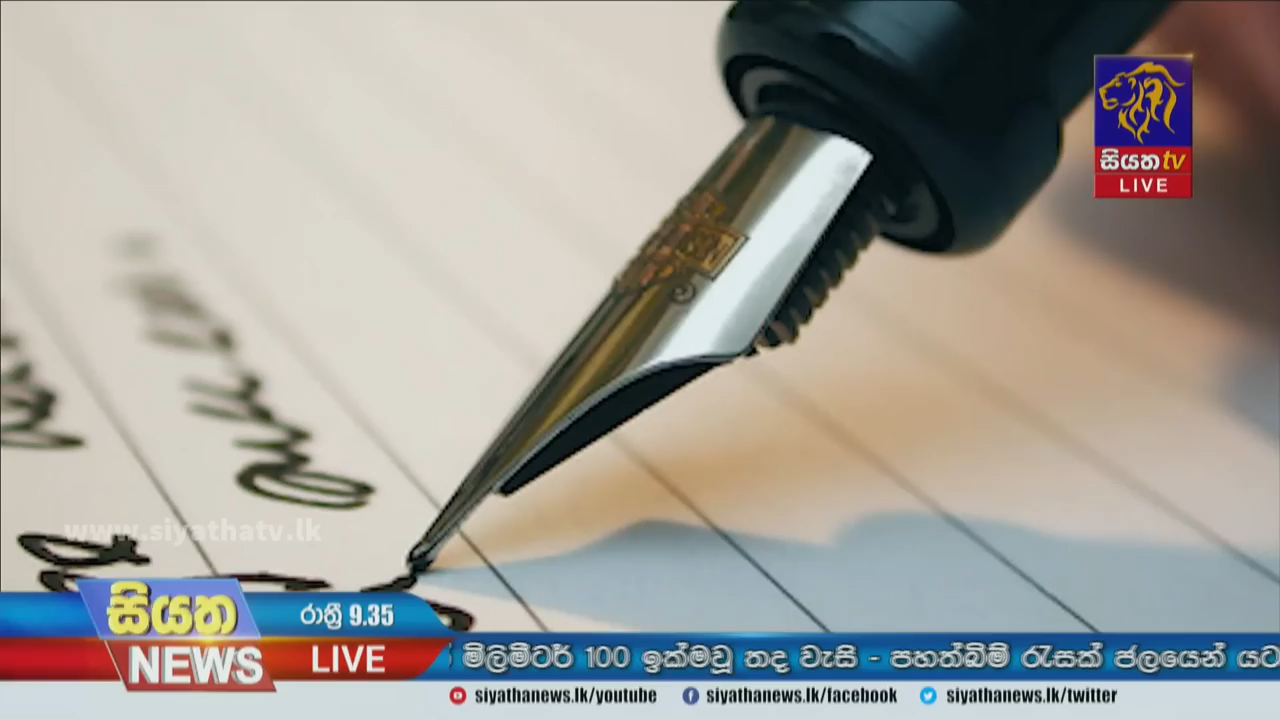 සියත tv
LIVE
www.siyathatv.lk
සියත
NEWS
රාත්‍රී 9.35
LIVE
මිලිමීටර් 100 ඉක්මවූ තද වැසි - පහත්බිම් රැසක් ජලයෙන් යට
siyathanews.lk/youtube
siyathanews.lk/facebook
siyathanews.lk/twitter